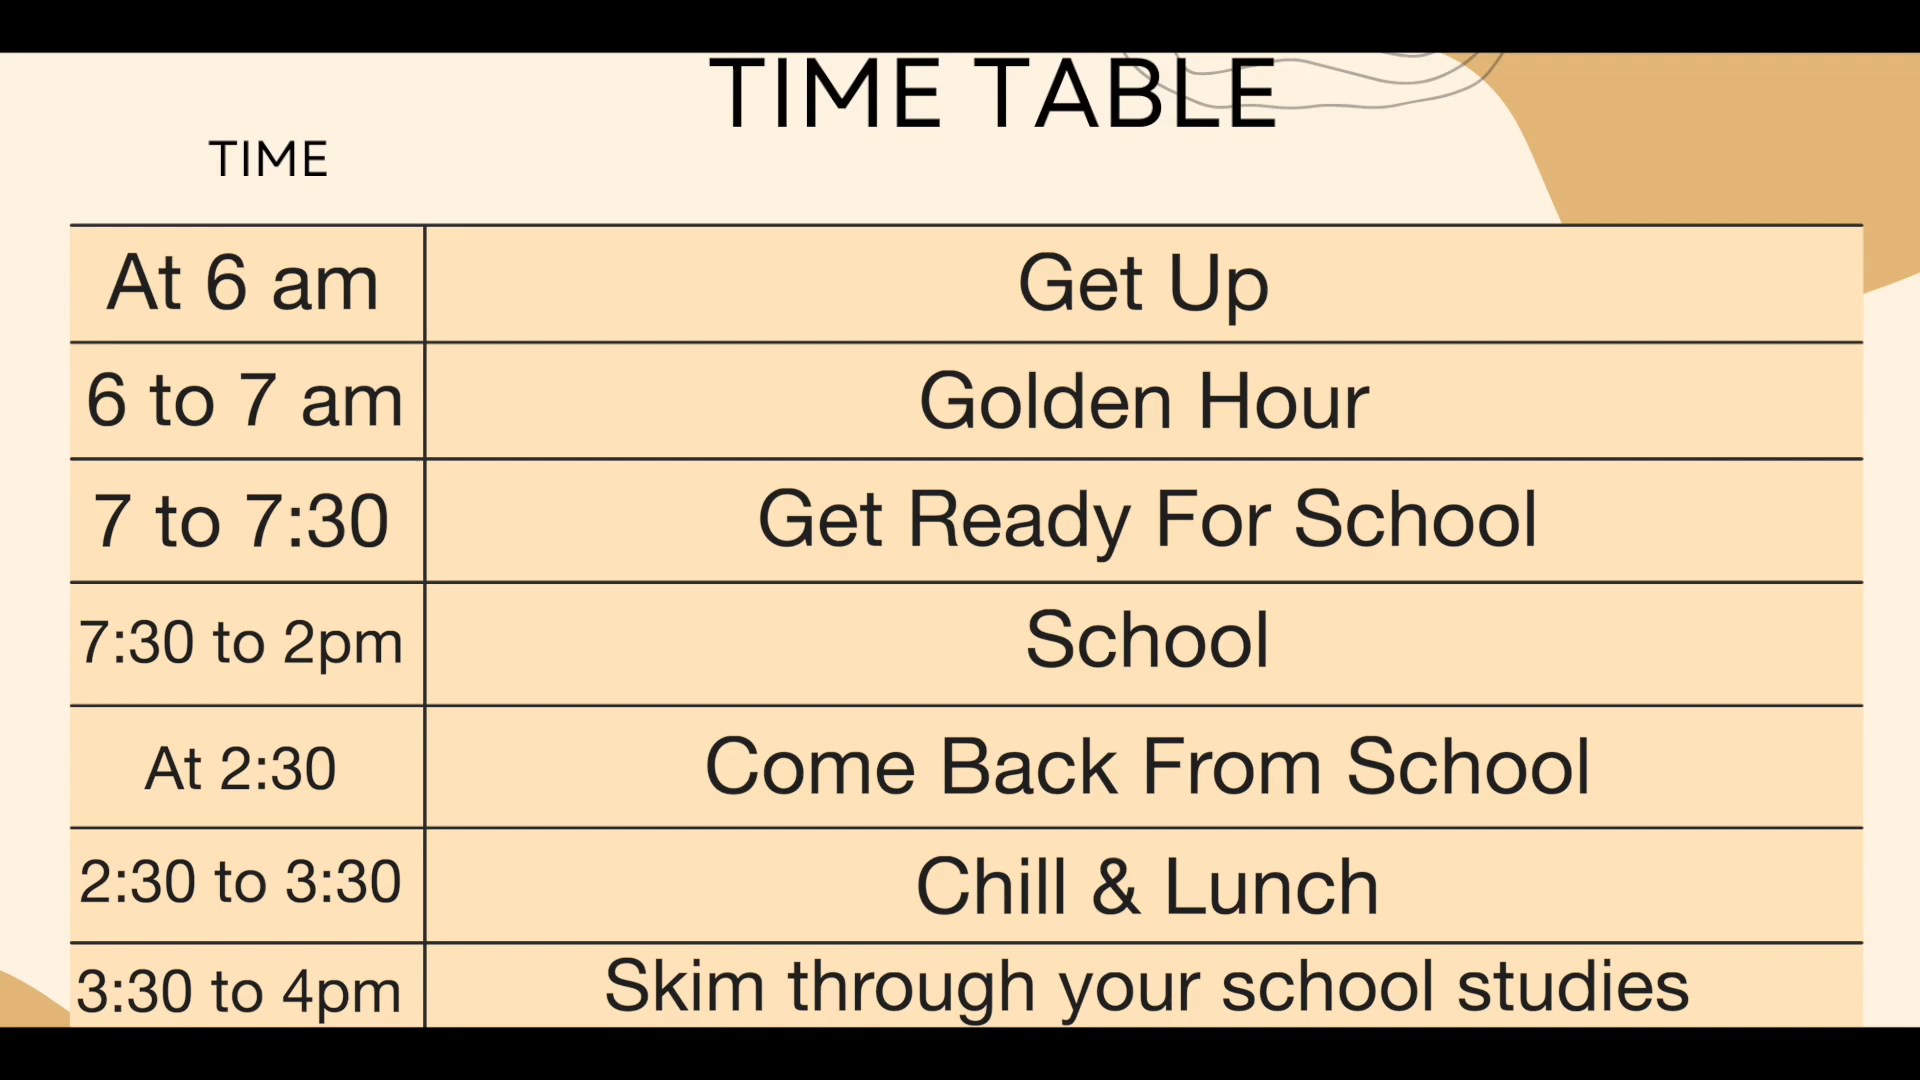 TIME TABLE
TIME
At 6 am Get Up
6 to 7 am Golden Hour
7 to 7:30 Get Ready For School
7:30 to 2pm School
At 2:30 Come Back From School
2:30 to 3:30 Chill & Lunch
3:30 to 4pm Skim through your school studies